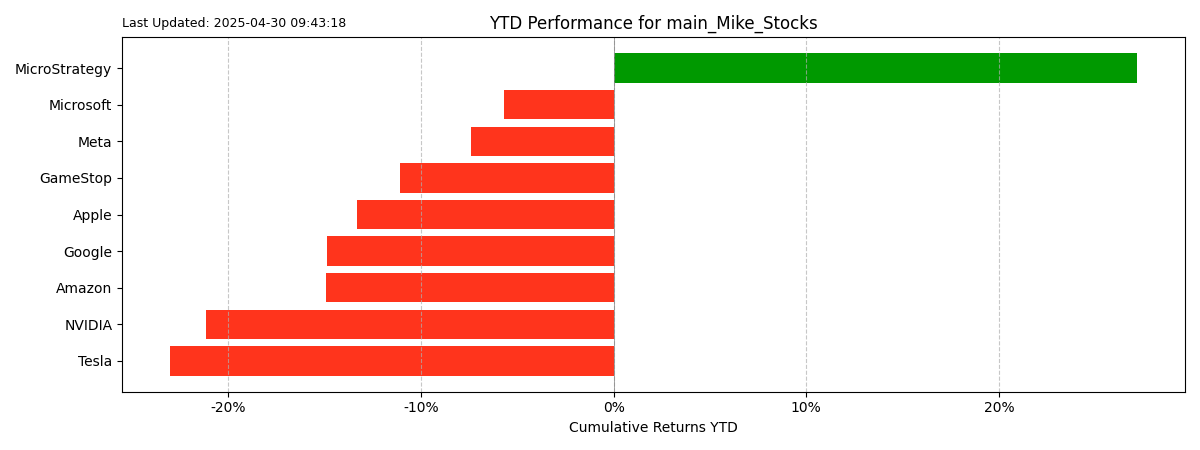 Last Updated: 2025-04-30 09:43:18
YTD Performance for main_Mike_Stocks
MicroStrategy
Microsoft
Meta
GameStop
Apple
Google
Amazon
NVIDIA
Tesla
-20% -10% 0% 10% 20%
Cumulative Returns YTD